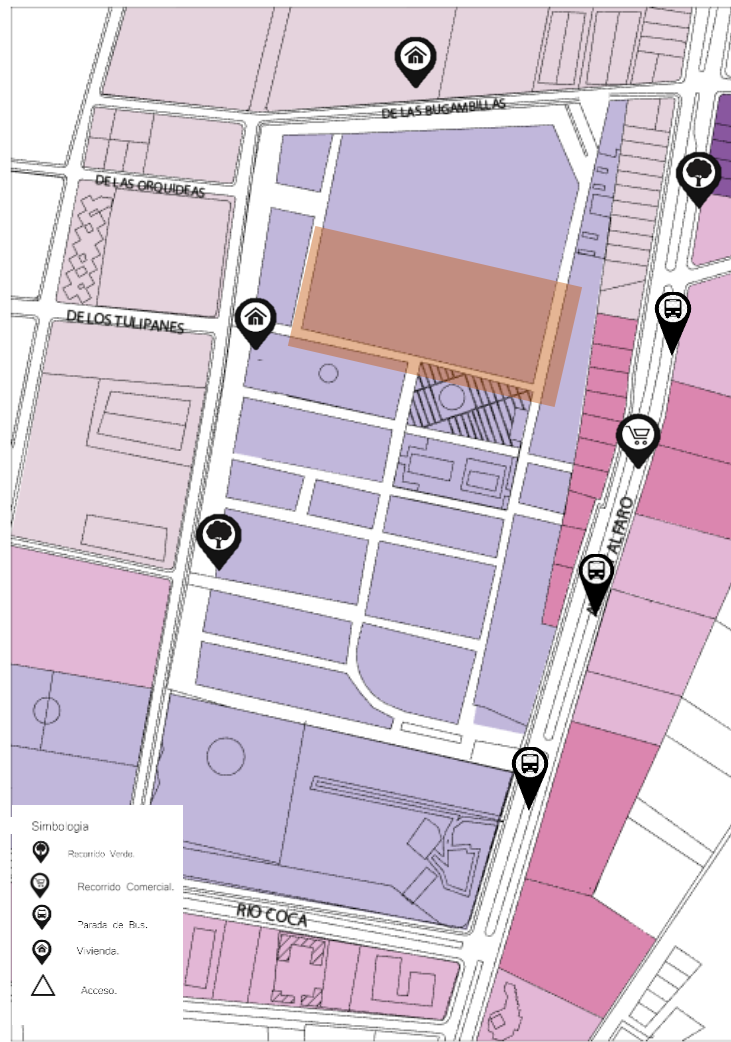 DE LAS BUGAMBILLAS
DE LAS ORQUIDEAS
DE LOS TULIPANES
ALFARO
RIO COCA
Simbologia
Recorrido Verde.
Recorrido Comercial.
Parada de Bus.
Vivienda.
Acceso.